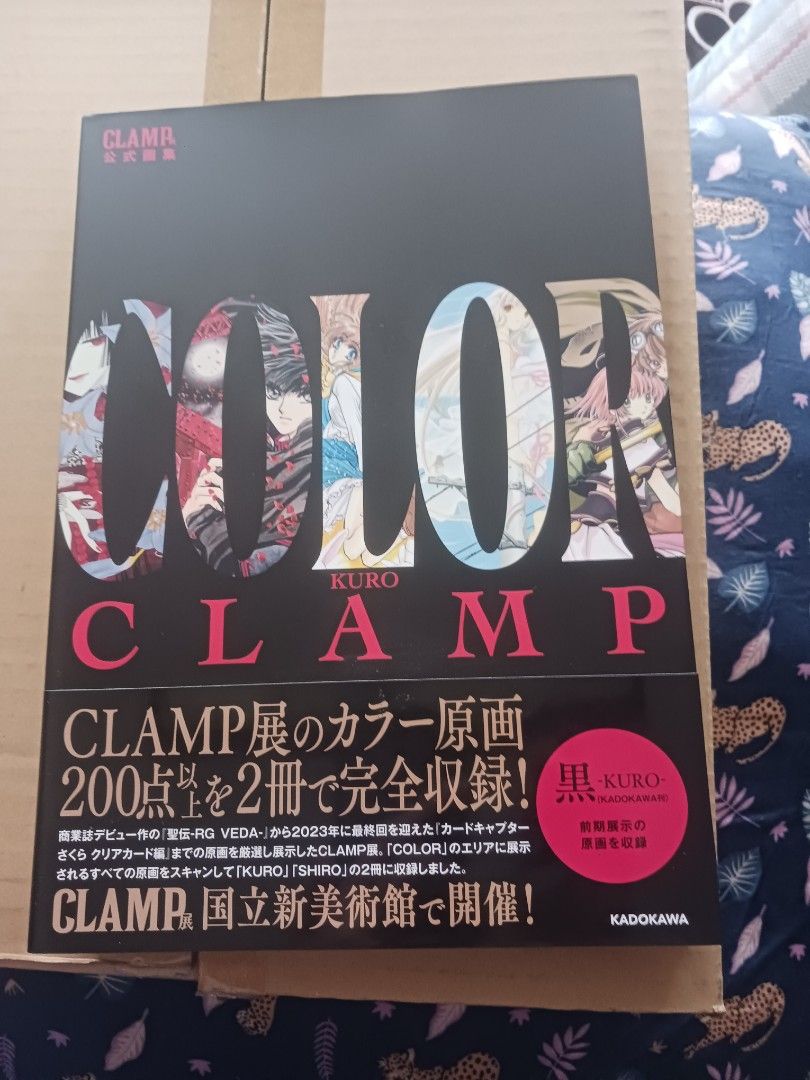 CLAMP展
公式画集
COLOR
KURO
CLAMP
CLAMP展のカラー原画
200点以上を2冊で完全収録!
商業誌デビュー作の『聖伝-RG VEDA-』から2023年に最終回を迎えた『カードキャプター
さくら クリアカード編』までの原画を厳選し展示したCLAMP展。「COLOR」のエリアに展示
されるすべての原画をスキャンして「KURO」「SHIRO」の2冊に収録しました。
CLAMP展 国立新美術館で開催!
黒-KURO-
(KADOKAWA刊)
前期展示の
原画を収録
KADOKAWA